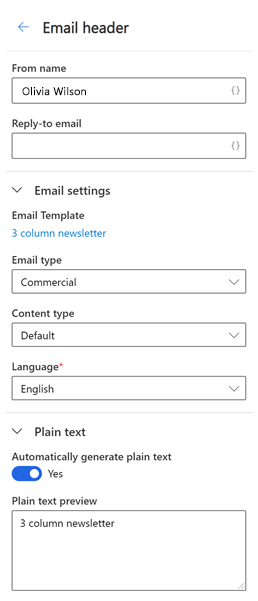 Email header
From name
Olivia Wilson {}
Reply-to email
{}
Email settings
Email Template
3 column newsletter
Email type
Commercial
Content type
Default
Language*
English
Plain text
Automatically generate plain text
Yes
Plain text preview
3 column newsletter